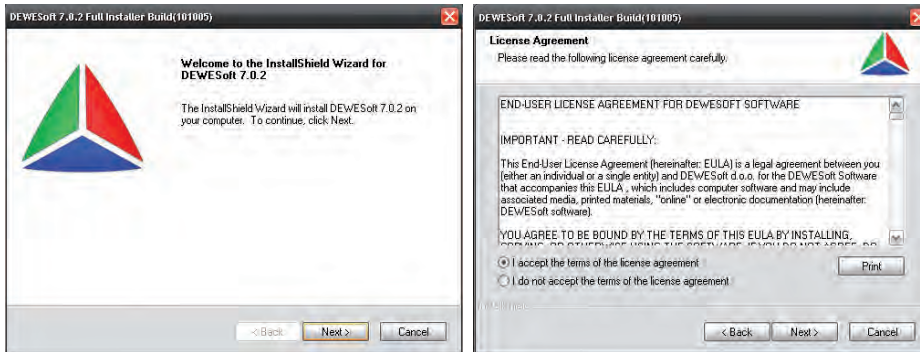 DEWESoft 7.0.2 Full Installer Build(101005)
Welcome to the InstallShield Wizard for
DEWESoft 7.0.2
The InstallShield Wizard will install DEWESoft 7.0.2 on
your computer. To continue, click Next.
< Back
Next >
Cancel
DEWESoft 7.0.2 Full Installer Build(101005)
License Agreement
Please read the following license agreement carefully.
END-USER LICENSE AGREEMENT FOR DEWESOFT SOFTWARE
IMPORTANT - READ CAREFULLY:
This End-User License Agreement (hereinafter: EULA) is a legal agreement between you
(either an individual or a single entity) and DEWESoft d.o.o. for the DEWESoft Software
that accompanies this EULA , which includes computer software and may include
associated media, printed materials, "online" or electronic documentation (hereinafter:
DEWESoft software).
YOU AGREE TO BE BOUND BY THE TERMS OF THIS EULA BY INSTALLING,
I accept the terms of the license agreement
Print
I do not accept the terms of the license agreement
< Back
Next >
Cancel